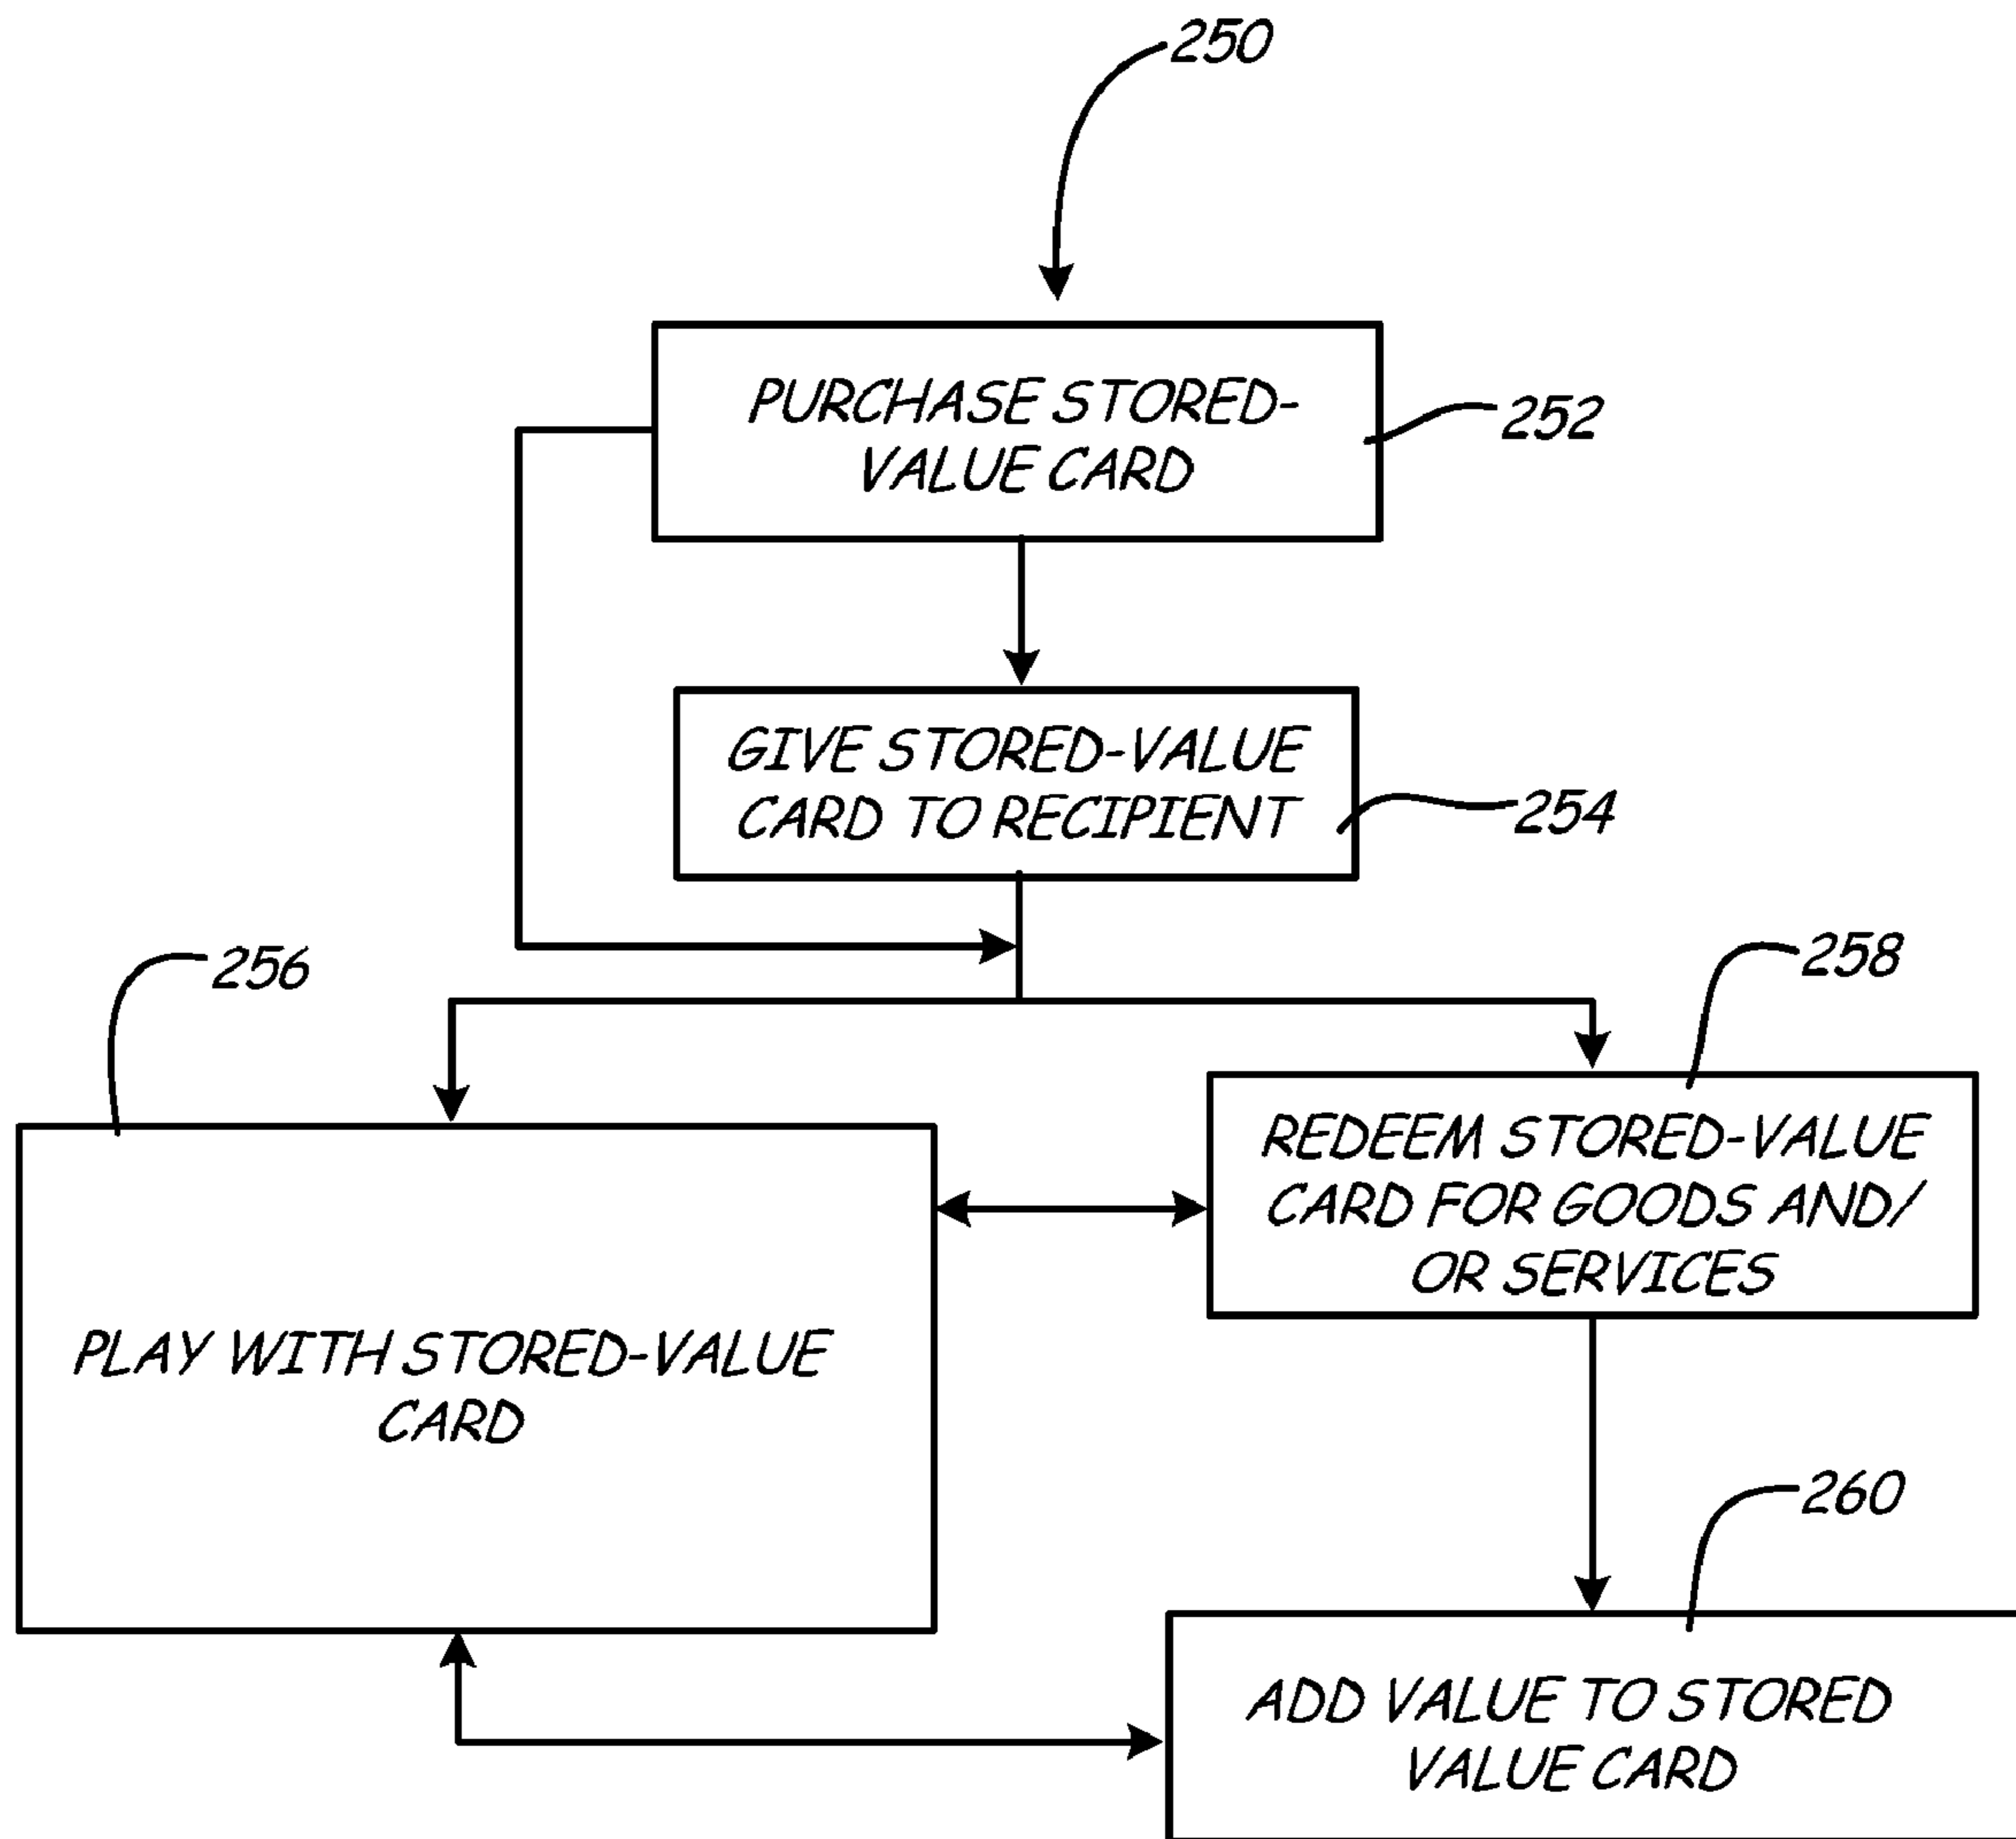 250
PURCHASE STORED-
VALUE CARD
252
GIVE STORED-VALUE
CARD TO RECIPIENT
254
256
258
REDEEM STORED-VALUE
CARD FOR GOODS AND/
OR SERVICES
PLAY WITH STORED-VALUE
CARD
260
ADD VALUE TO STORED
VALUE CARD